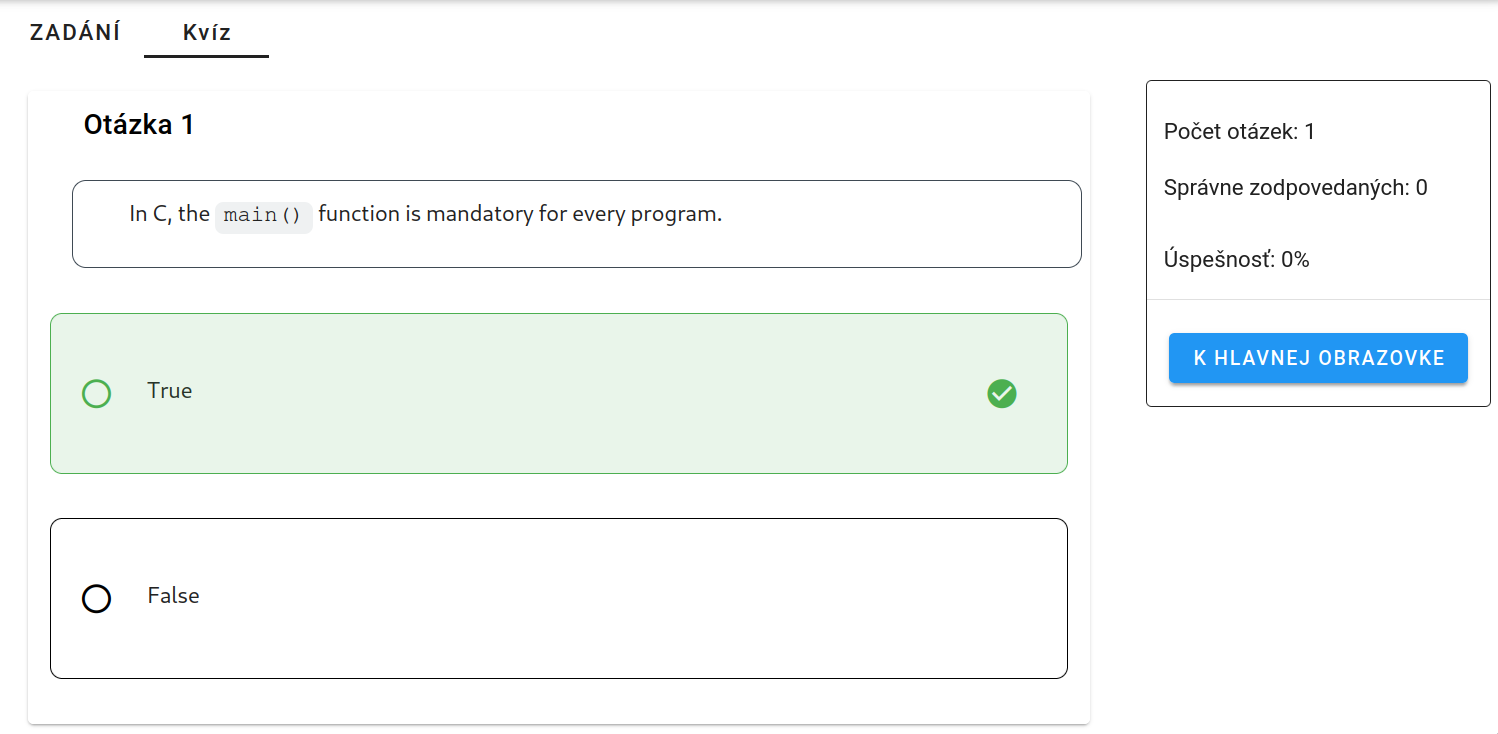 ZADÁNÍ
Kvíz
Otázka 1
In C, the main() function is mandatory for every program.
True
False
Počet otázek: 1
Správne zodpovedaných: 0
Úspešnosť: 0%
K HLAVNEJ OBRAZOVKE